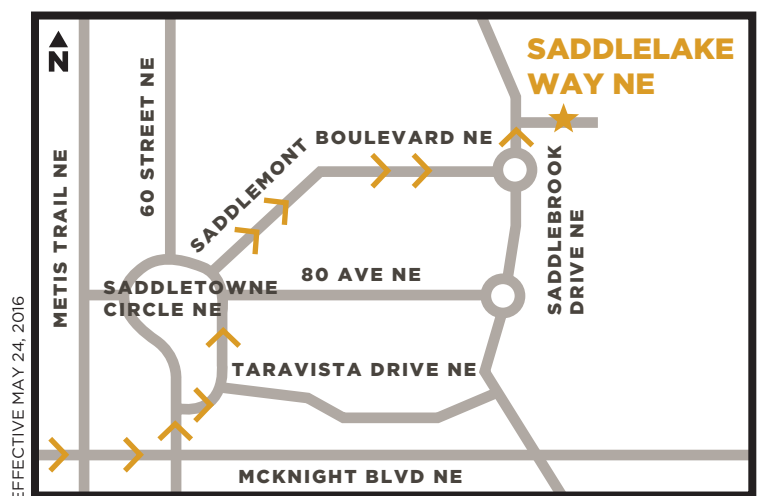 N
SADDLELAKE
WAY NE
60 STREET NE
METIS TRAIL NE
SADDLEMONT BOULEVARD NE
SADDLEBROOK
DRIVE NE
80 AVE NE
SADDLETOWNE
CIRCLE NE
TARAVISTA DRIVE NE
MCKNIGHT BLVD NE
EFFECTIVE MAY 24, 2016